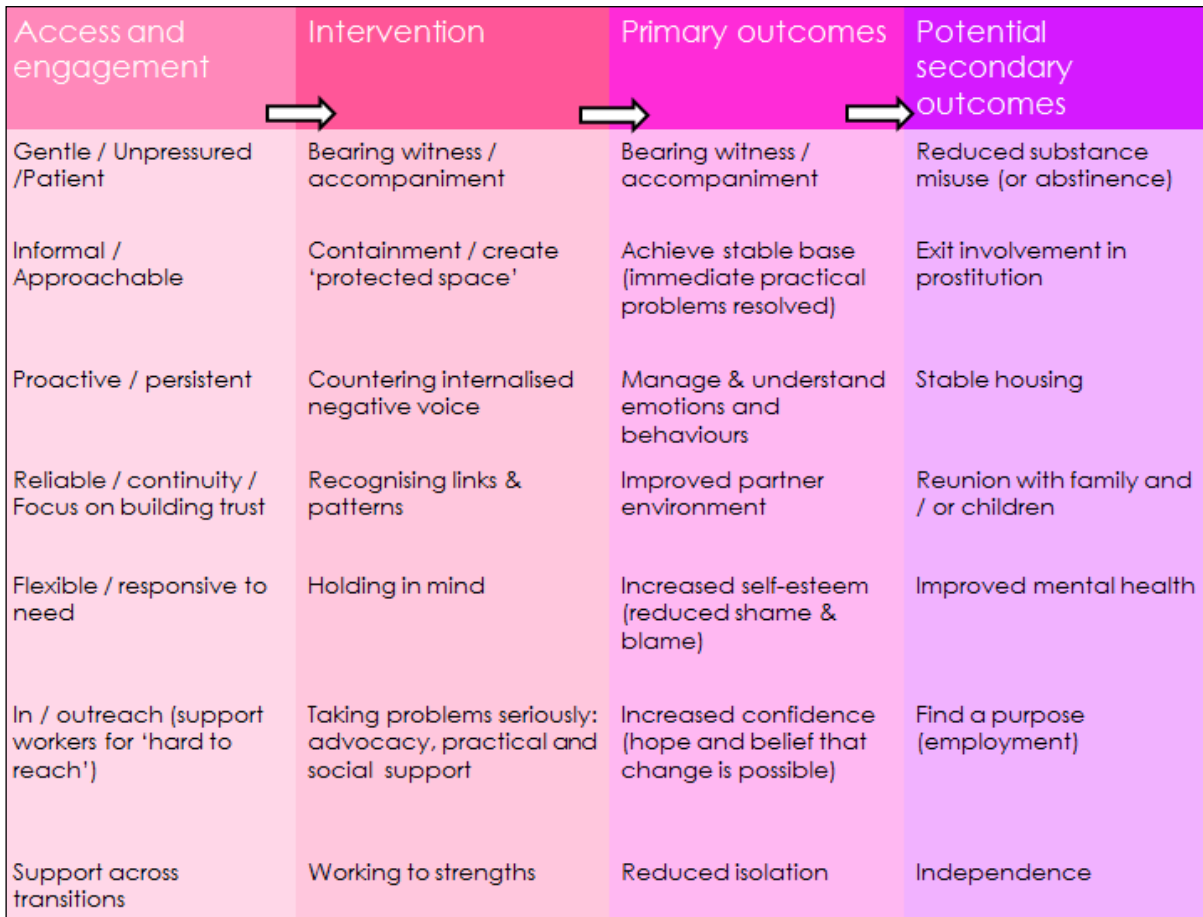 Access and
engagement
Intervention
Primary outcomes
Potential
secondary
outcomes
Gentle / Unpressured
/Patient
Bearing witness /
accompaniment
Bearing witness /
accompaniment
Reduced substance
misuse (or abstinence)
Informal /
Approachable
Containment / create
‘protected space’
Achieve stable base
(immediate practical
problems resolved)
Exit involvement in
prostitution
Proactive / persistent
Countering internalised
negative voice
Manage & understand
emotions and
behaviours
Stable housing
Reliable / continuity /
Focus on building trust
Recognising links &
patterns
Improved partner
environment
Reunion with family and
/ or children
Flexible / responsive to
need
Holding in mind
Increased self-esteem
(reduced shame &
blame)
Improved mental health
In / outreach (support
workers for ‘hard to
reach’)
Taking problems seriously:
advocacy, practical and
social support
Increased confidence
(hope and belief that
change is possible)
Find a purpose
(employment)
Support across
transitions
Working to strengths
Reduced isolation
Independence